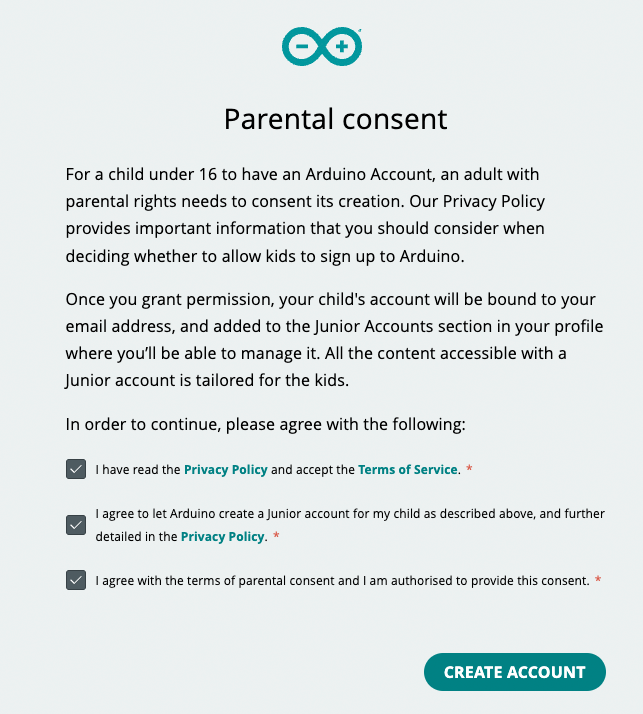 Parental consent
For a child under 16 to have an Arduino Account, an adult with
parental rights needs to consent its creation. Our Privacy Policy
provides important information that you should consider when
deciding whether to allow kids to sign up to Arduino.
Once you grant permission, your child's account will be bound to your
email address, and added to the Junior Accounts section in your profile
where you’ll be able to manage it. All the content accessible with a
Junior account is tailored for the kids.
In order to continue, please agree with the following:
I have read the Privacy Policy and accept the Terms of Service. *
I agree to let Arduino create a Junior account for my child as described above, and further
detailed in the Privacy Policy. *
I agree with the terms of parental consent and I am authorised to provide this consent. *
CREATE ACCOUNT